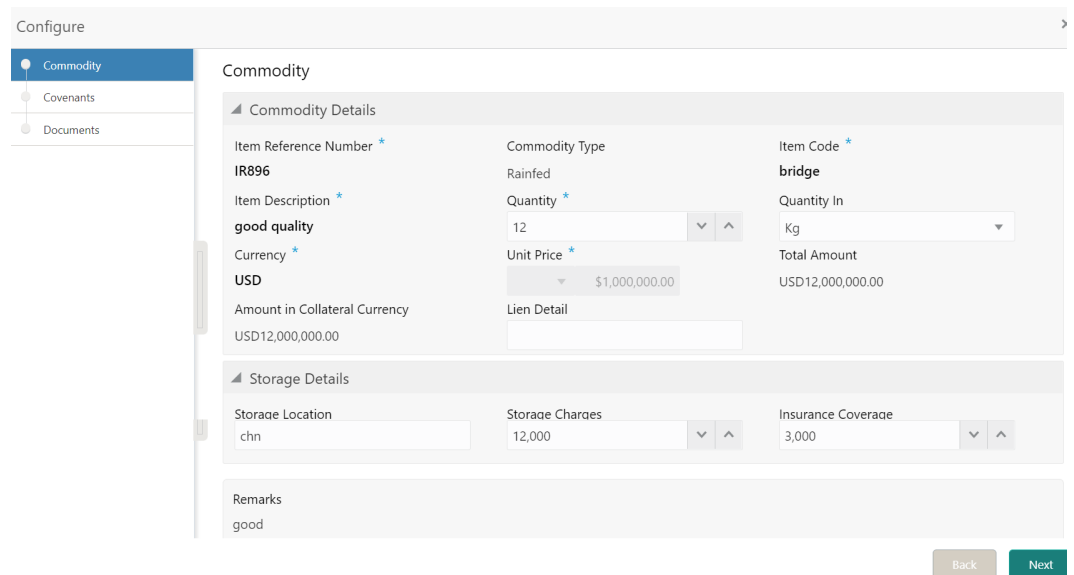 Configure
×
Commodity
Covenants
Documents
Commodity
Commodity Details
Item Reference Number *
Commodity Type
Item Code *
IR896
Rainfed
bridge
Item Description *
Quantity *
Quantity In
good quality
12
Kg
Currency *
Unit Price *
Total Amount
USD
$1,000,000.00
USD12,000,000.00
Amount in Collateral Currency
Lien Detail
USD12,000,000.00
Storage Details
Storage Location
Storage Charges
Insurance Coverage
chn
12,000
3,000
Remarks
good
Back
Next